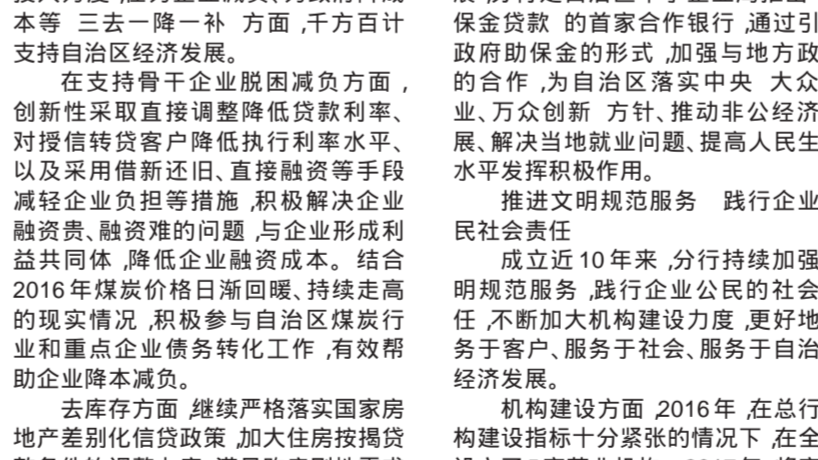 本等 三去一降一补 方面,千方百计
支持自治区经济发展。
在支持骨干企业脱困减负方面,
创新性采取直接调整降低贷款利率、
对授信转贷客户降低执行利率水平、
以及采用借新还旧、直接融资等手段
减轻企业负担等措施,积极解决企业
融资贵、融资难的问题,与企业形成利
益共同体,降低企业融资成本。结合
2016年煤炭价格日渐回暖、持续走高
的现实情况,积极参与自治区煤炭行
业和重点企业债务转化工作,有效帮
助企业降本减负。
去库存方面,继续严格落实国家房
地产差别化信贷政策,加大住房按揭贷
保金贷款 的首家合作银行,通过引
政府助保金的形式,加强与地方政
的合作,为自治区落实中央 大众
业、万众创新 方针、推动非公经济
展、解决当地就业问题、提高人民生
水平发挥积极作用。
推进文明规范服务 践行企业
民社会责任
成立近10年来,分行持续加强
明规范服务,践行企业公民的社会
任,不断加大机构建设力度,更好地
务于客户、服务于社会、服务于自治
经济发展。
机构建设方面,2016年,在总行
构建设指标十分紧张的情况下,在全